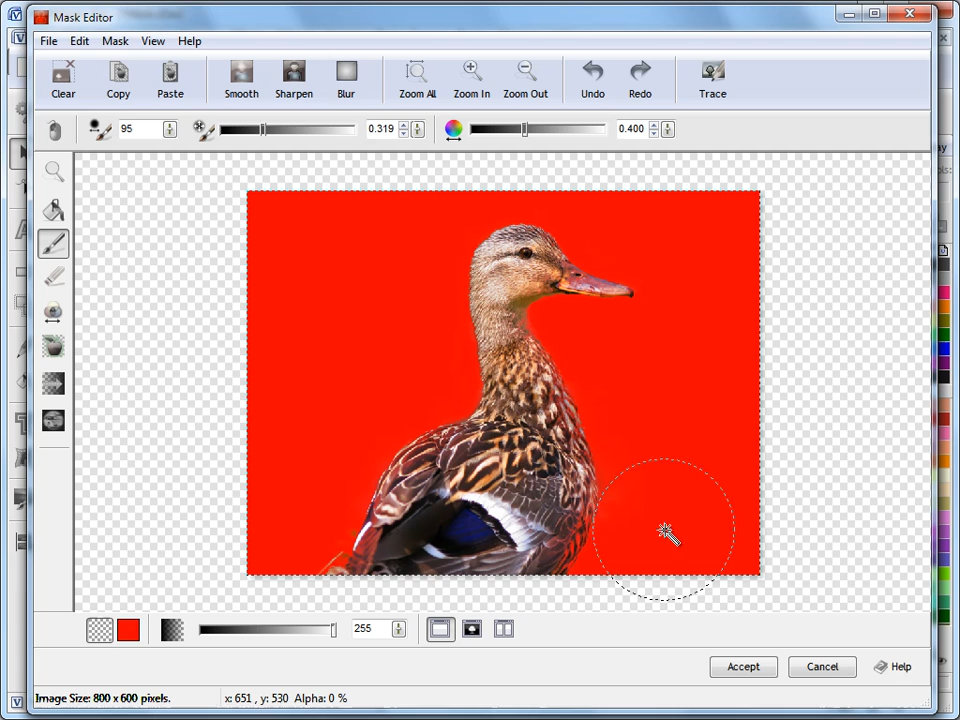 Mask Editor
File Edit Mask View Help
Clear Copy Paste Smooth Sharpen Blur Zoom All Zoom In Zoom Out Undo Redo Trace
95 0.319 0.400
255
Accept Cancel Help
Image Size: 800 x 600 pixels. x: 651 , y: 530 Alpha: 0 %